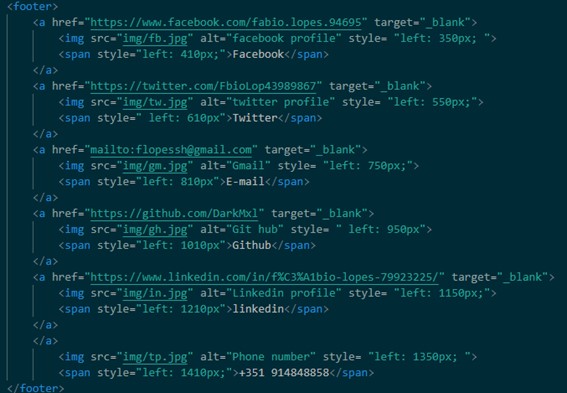 <footer>
<a href="https://www.facebook.com/fabio.lopes.94695" target="_blank">
<img src="img/fb.jpg" alt="facebook profile" style= "left: 350px; ">
<span style="left: 410px">Facebook</span>
</a>
<a href="https://twitter.com/FbioLop43989867" target="_blank">
<img src="img/tw.jpg" alt="twitter profile" style= "left: 550px;">
<span style=" left: 610px">Twitter</span>
</a>
<a href="mailto:flopessh@gmail.com" target="_blank">
<img src="img/gm.jpg" alt="Gmail" style= "left: 750px;">
<span style="left: 810px">E-mail</span>
</a>
<a href="https://github.com/DarkMxl" target="_blank">
<img src="img/gh.jpg" alt="Git hub" style= " left: 950px">
<span style="left: 1010px">Github</span>
</a>
<a href="https://www.linkedin.com/in/f%C3%A1bio-lopes-79923225/" target="_blank">
<img src="img/in.jpg" alt="Linkedin profile" style= "left: 1150px;">
<span style="left: 1210px">linkedin</span>
</a>
</a>
<img src="img/tp.jpg" alt="Phone number" style= "left: 1350px; ">
<span style="left: 1410px;">+351 914848858</span>
</footer>